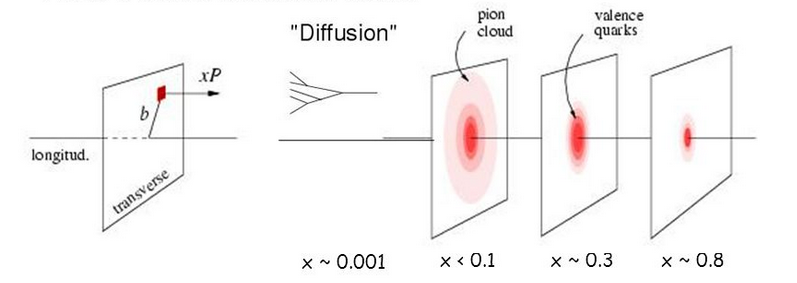 "Diffusion"
pion
cloud
valence
quarks
xP
b
longitud.
transverse
x ~ 0.001
x < 0.1
x ~ 0.3
x ~ 0.8